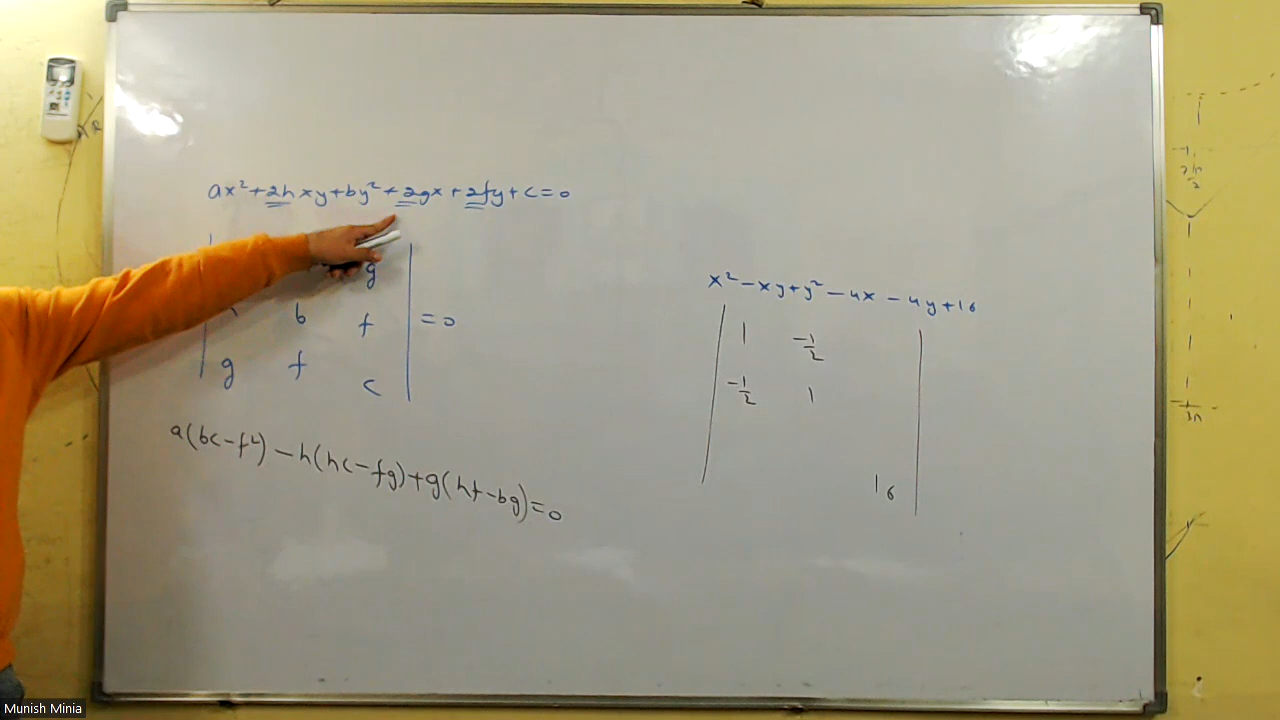 ax² + 2hxy + by² + 2gx + 2fy + c = 0
g
b f = 0
g f c
a(bc - f²) - h(hc - fg) + g(hf - bg) = 0
x² - xy + y² - 4x - 4y + 16
1 -1/2
-1/2 1
16
Munish Minia